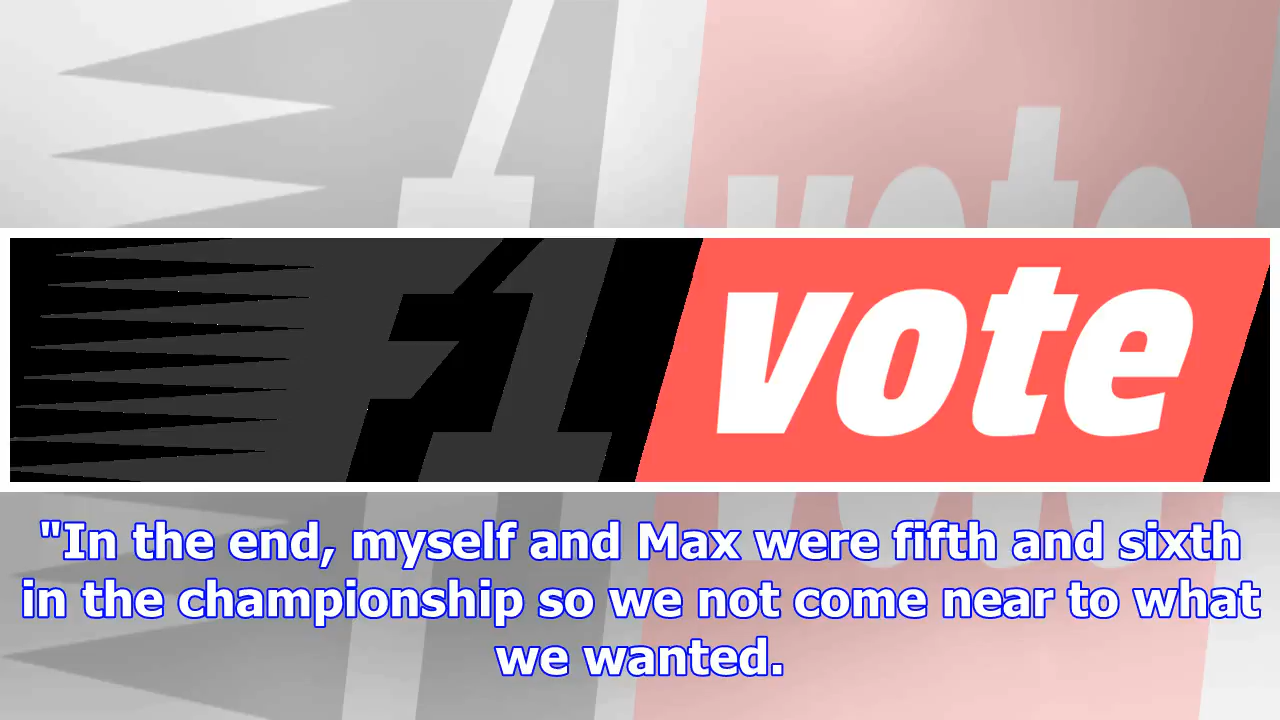 vote
F1 vote
"In the end, myself and Max were fifth and sixth
in the championship so we not come near to what
we wanted.